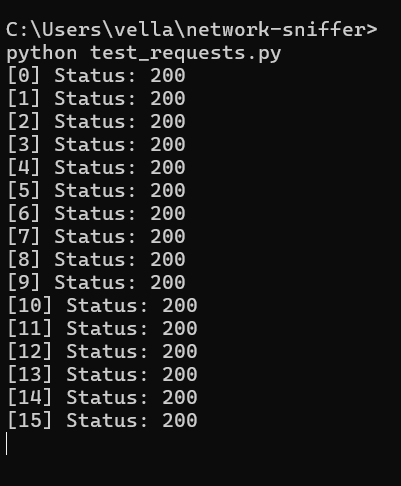 C:\Users\vella\network-sniffer>
python test_requests.py
[0] Status: 200
[1] Status: 200
[2] Status: 200
[3] Status: 200
[4] Status: 200
[5] Status: 200
[6] Status: 200
[7] Status: 200
[8] Status: 200
[9] Status: 200
[10] Status: 200
[11] Status: 200
[12] Status: 200
[13] Status: 200
[14] Status: 200
[15] Status: 200